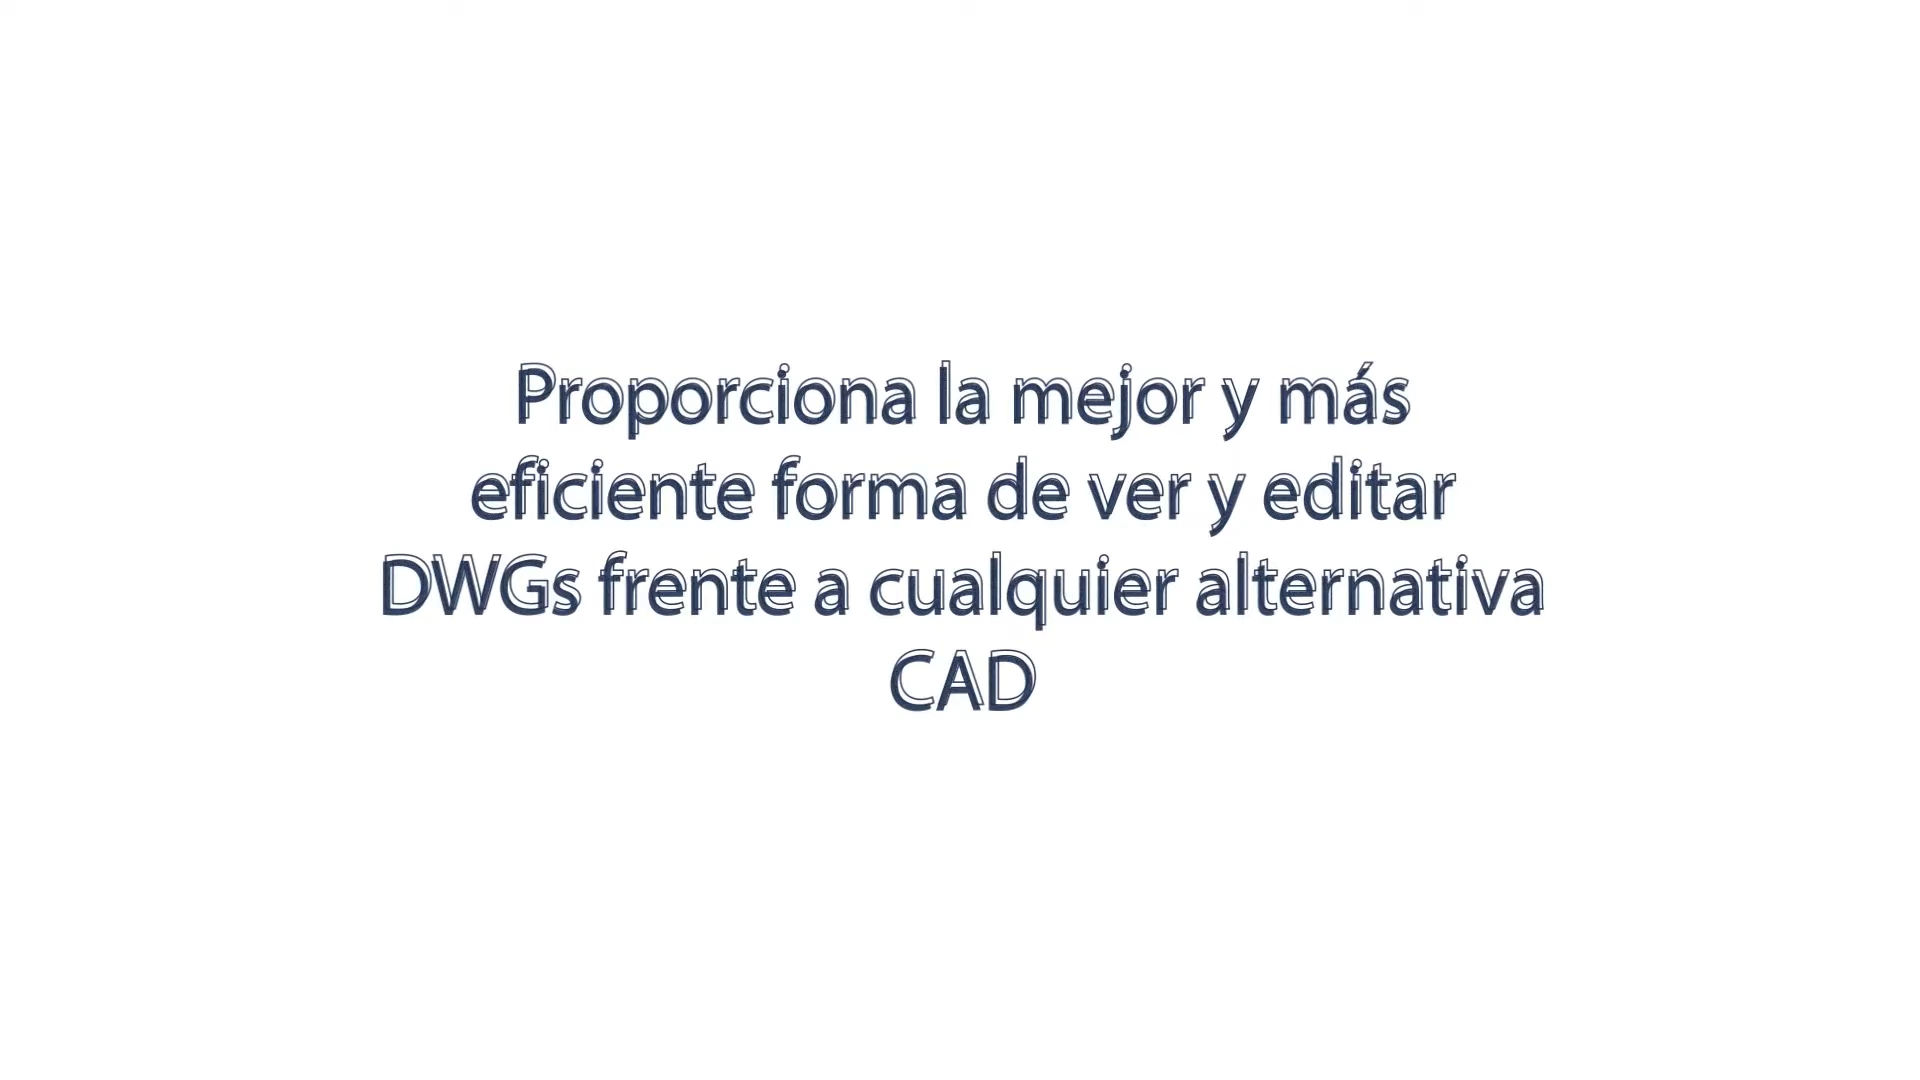 Proporciona la mejor y más
eficiente forma de ver y editar
DWGs frente a cualquier alternativa
CAD